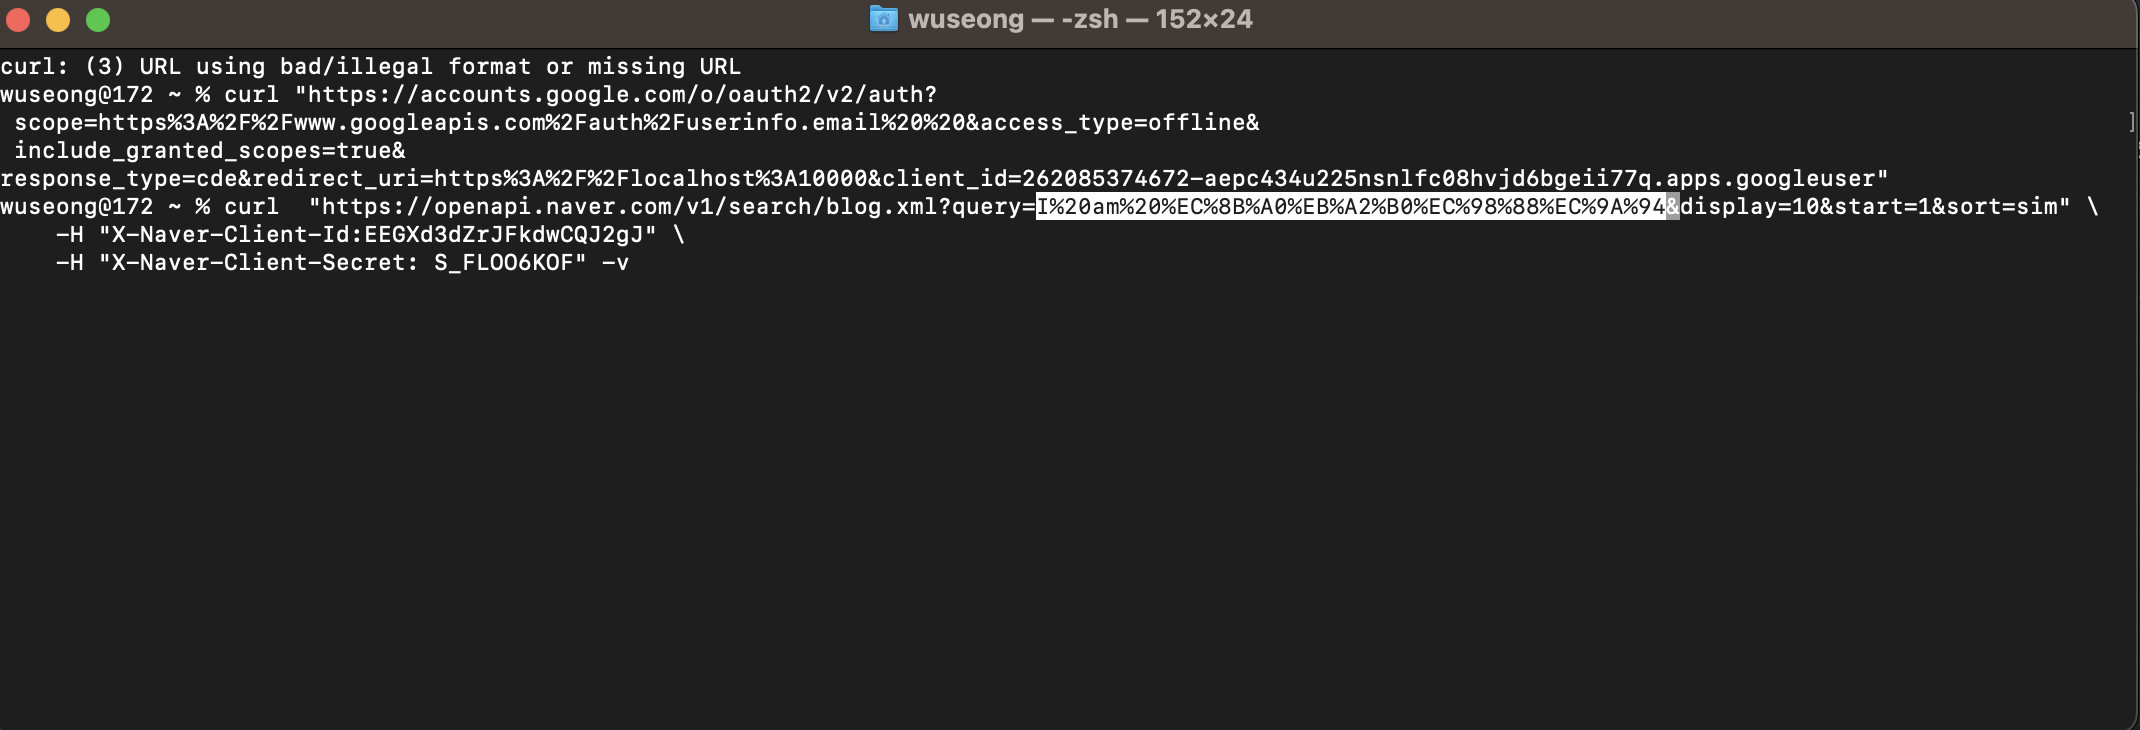 wuseong — -zsh — 152×24
curl: (3) URL using bad/illegal format or missing URL
wuseong@172 ~ % curl "https://accounts.google.com/o/oauth2/v2/auth?
scope=https%3A%2F%2Fwww.googleapis.com%2Fauth%2Fuserinfo.email%20%20&access_type=offline&
include_granted_scopes=true&
response_type=cde&redirect_uri=https%3A%2F%2Flocalhost%3A10000&client_id=262085374672-aepc434u225nsnlfc08hvjd6bgeii77q.apps.googleuser"
wuseong@172 ~ % curl  "https://openapi.naver.com/v1/search/blog.xml?query=I%20am%20%EC%8B%A0%EB%A2%B0%EC%98%88%EC%9A%94&display=10&start=1&sort=sim" \
-H "X-Naver-Client-Id:EEGXd3dZrJFkdwCQJ2gJ" \
-H "X-Naver-Client-Secret: S_FLOO6KOF" -v